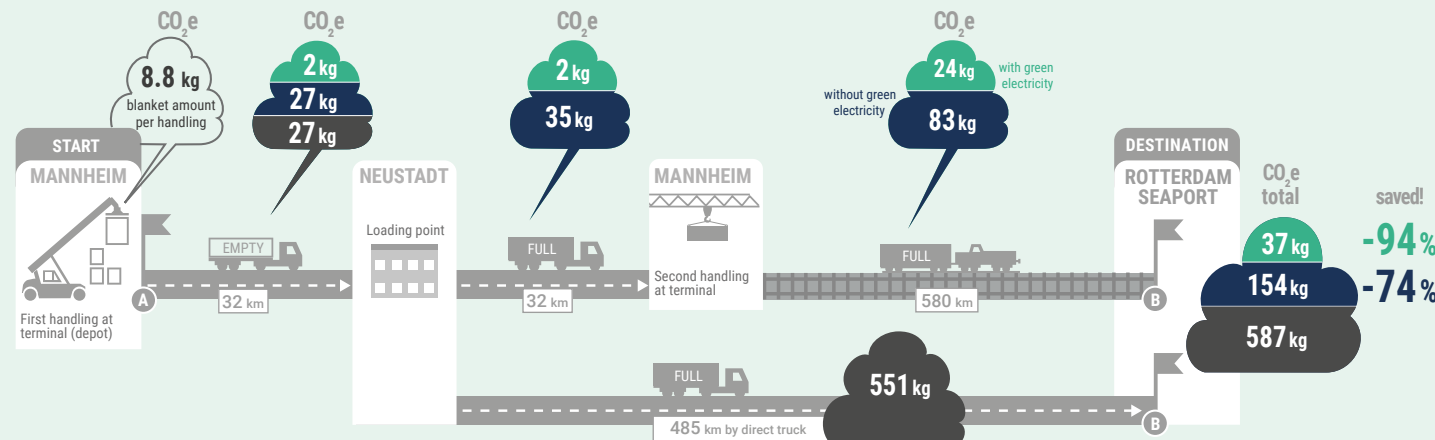 CO₂e
8.8 kg
blanket amount
per handling
CO₂e
2 kg
27 kg
27 kg
CO₂e
2 kg
35 kg
CO₂e
24 kg
with green
electricity
without green
electricity
83 kg
START
MANNHEIM
First handling at
terminal (depot)
A
EMPTY
32 km
NEUSTADT
Loading point
FULL
32 km
MANNHEIM
Second handling
at terminal
FULL
580 km
DESTINATION
ROTTERDAM
SEAPORT
B
CO₂e
total
saved!
37 kg
-94 %
154 kg
-74 %
587 kg
FULL
485 km by direct truck
551 kg
B